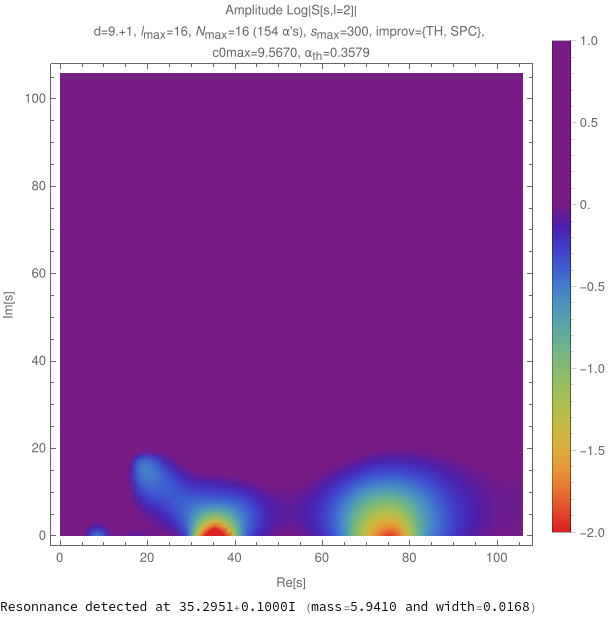 Amplitude Log|S[s,l=2]|
d=9.+1, lmax=16, Nmax=16 (154 α's), smax=300, improv={TH, SPC},
c0max=9.5670, αth=0.3579
1.0
0.5
0.
-0.5
-1.0
-1.5
-2.0
100
80
60
40
20
0
Im[s]
0 20 40 60 80 100
Re[s]
Resonnance detected at 35.2951+0.1000I (mass=5.9410 and width=0.0168)